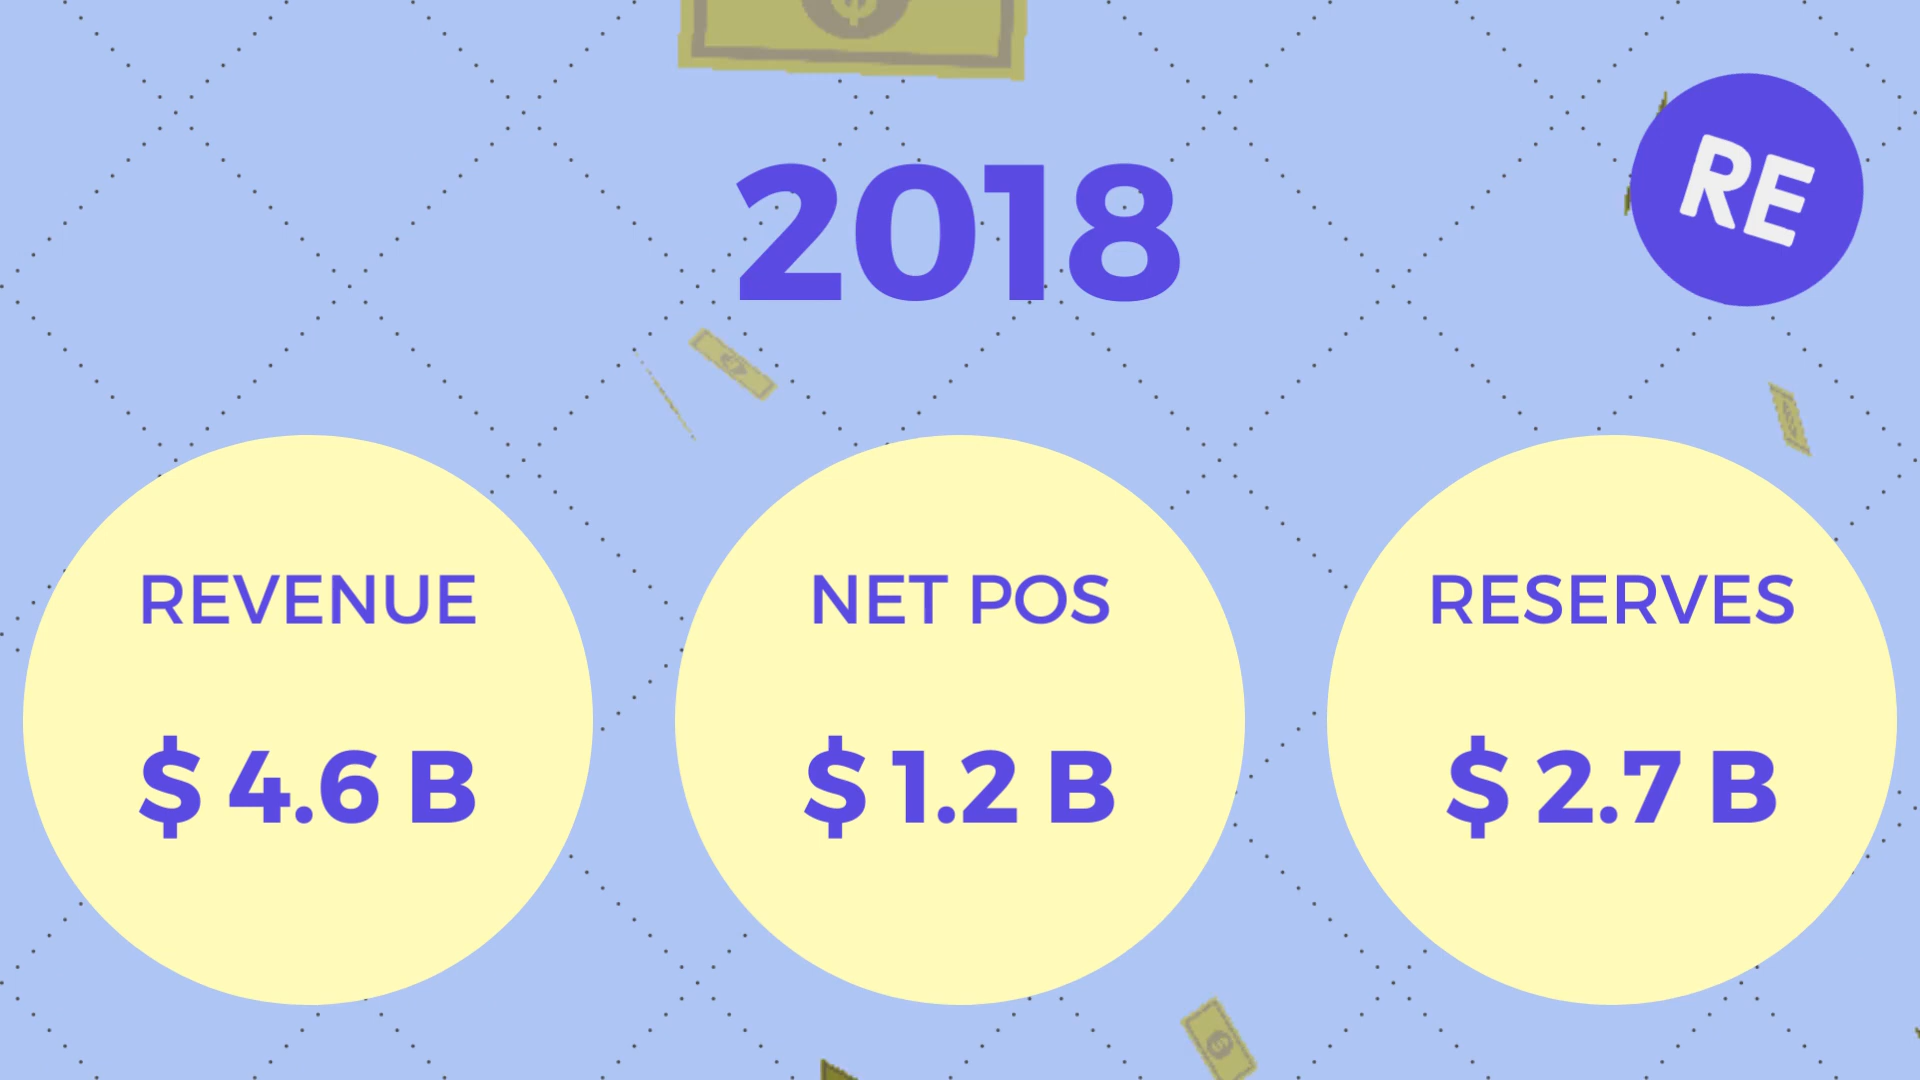 2018
RE
REVENUE
$ 4.6 B
NET POS
$ 1.2 B
RESERVES
$ 2.7 B